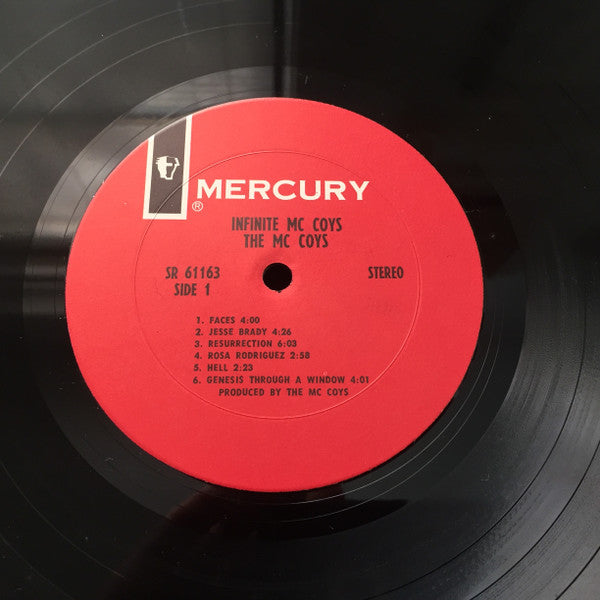 MERCURY
®
INFINITE MC COYS
THE MC COYS
SR 61163 STEREO
SIDE 1
1. FACES 4:00
2. JESSE BRADY 4:26
3. RESURRECTION 6:03
4. ROSA RODRIGUEZ 2:58
5. HELL 2:23
6. GENESIS THROUGH A WINDOW 4:01
PRODUCED BY THE MC COYS